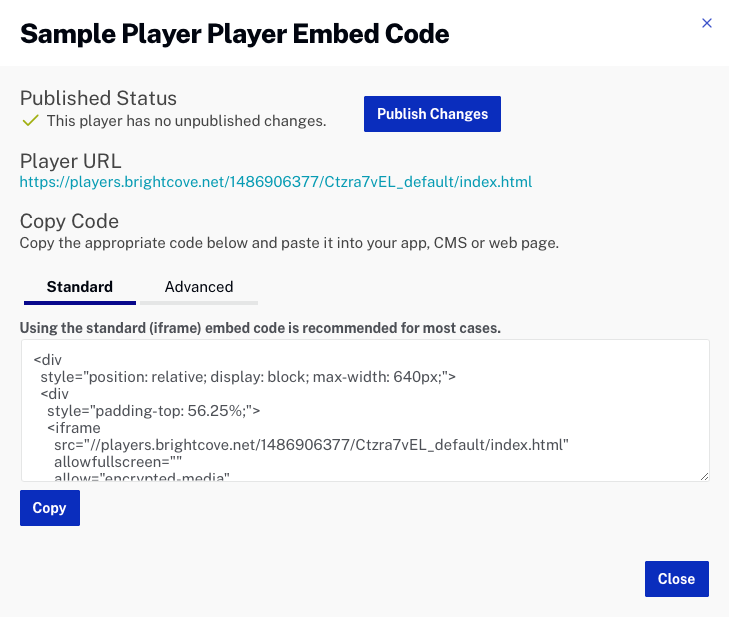 Sample Player Player Embed Code
Published Status
This player has no unpublished changes.
Publish Changes
Player URL
https://players.brightcove.net/1486906377/Ctzra7vEL_default/index.html
Copy Code
Copy the appropriate code below and paste it into your app, CMS or web page.
Standard
Advanced
Using the standard (iframe) embed code is recommended for most cases.
<div
style="position: relative; display: block; max-width: 640px;">
<div
style="padding-top: 56.25%;">
<iframe
src="//players.brightcove.net/1486906377/Ctzra7vEL_default/index.html"
allowfullscreen=""
allow="encrypted-media"
Copy
Close